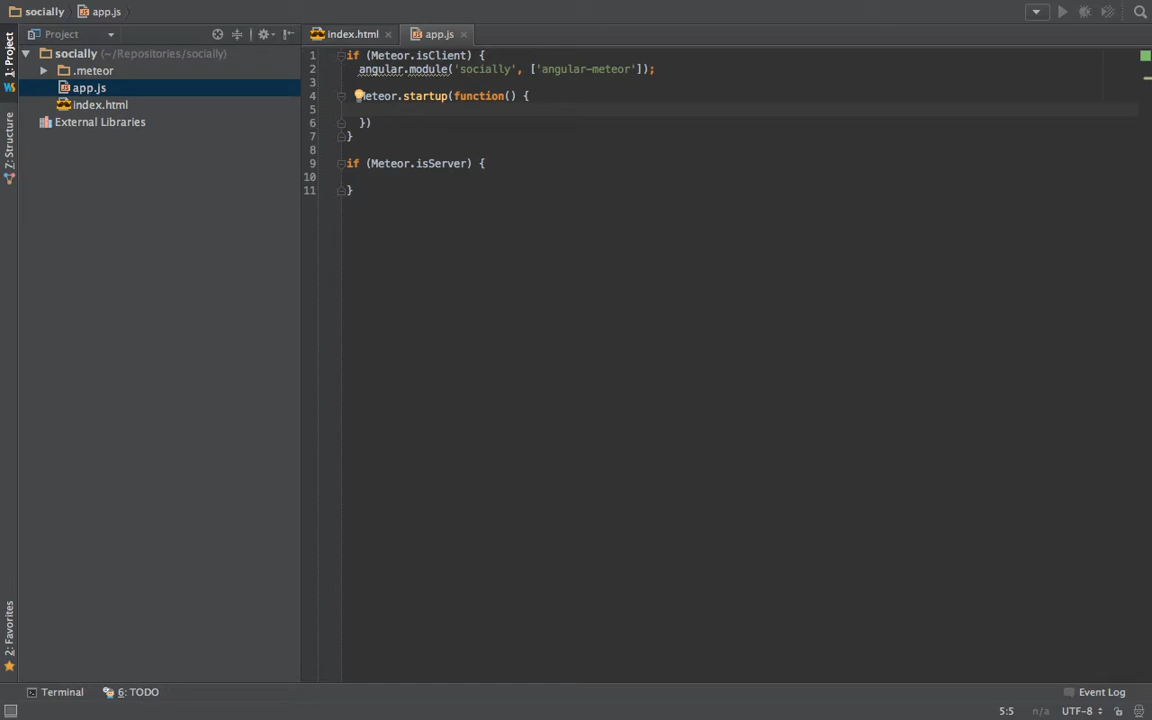 socially app.js
Project
index.html
app.js
1: Project
socially (~/Repositories/socially)
.meteor
app.js
index.html
External Libraries
Z: Structure
2: Favorites
1 if (Meteor.isClient) {
2 angular.module('socially', ['angular-meteor']);
3
4 eteor.startup(function() {
5
6 })
7 }
8
9 if (Meteor.isServer) {
10
11 }
Terminal 6: TODO Event Log
5:5 n/a UTF-8